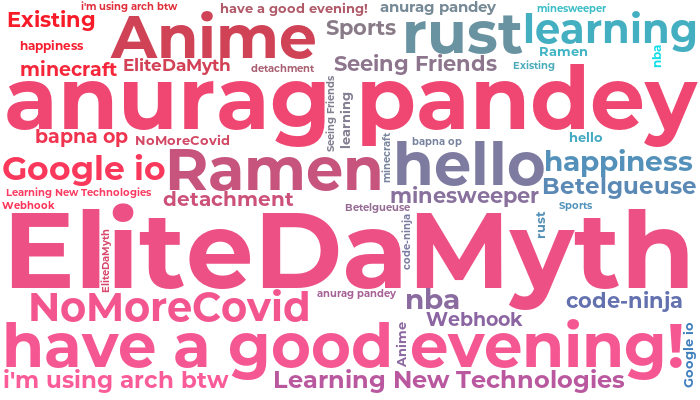 i'm using arch btw
have a good evening!
anurag pandey
minesweeper
Existing
Anime
Sports
rust
learning
happiness
Ramen
nba
minecraft
EliteDaMyth
detachment
Seeing Friends
Existing
anurag pandey
Seeing Friends
learning
bapna op
NoMoreCovid
minecraft
bapna op
hello
Google io
Ramen
hello
happiness
Learning New Technologies
detachment
minesweeper
Betelgueuse
Webhook
Betelgueuse
code-ninja
rust
Sports
EliteDaMyth
EliteDaMyth
NoMoreCovid
anurag pandey
nba
code-ninja
Webhook
have a good evening!
Anime
Google io
i'm using arch btw
Learning New Technologies